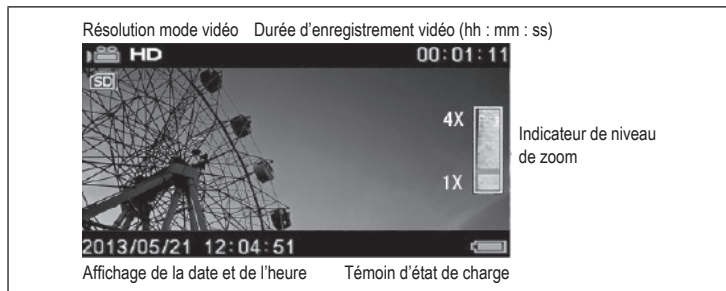 Résolution mode vidéo Durée d’enregistrement vidéo (hh : mm : ss)
HD 00:01:11
SD
4X
Indicateur de niveau
de zoom
1X
2013/05/21 12:04:51
Affichage de la date et de l’heure Témoin d’état de charge